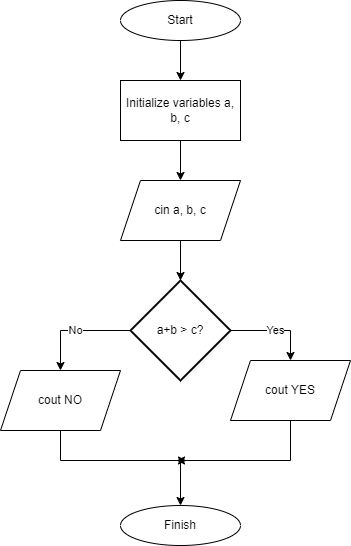 Start
Initialize variables a,
b, c
cin a, b, c
a+b > c?
No
Yes
cout NO
cout YES
Finish